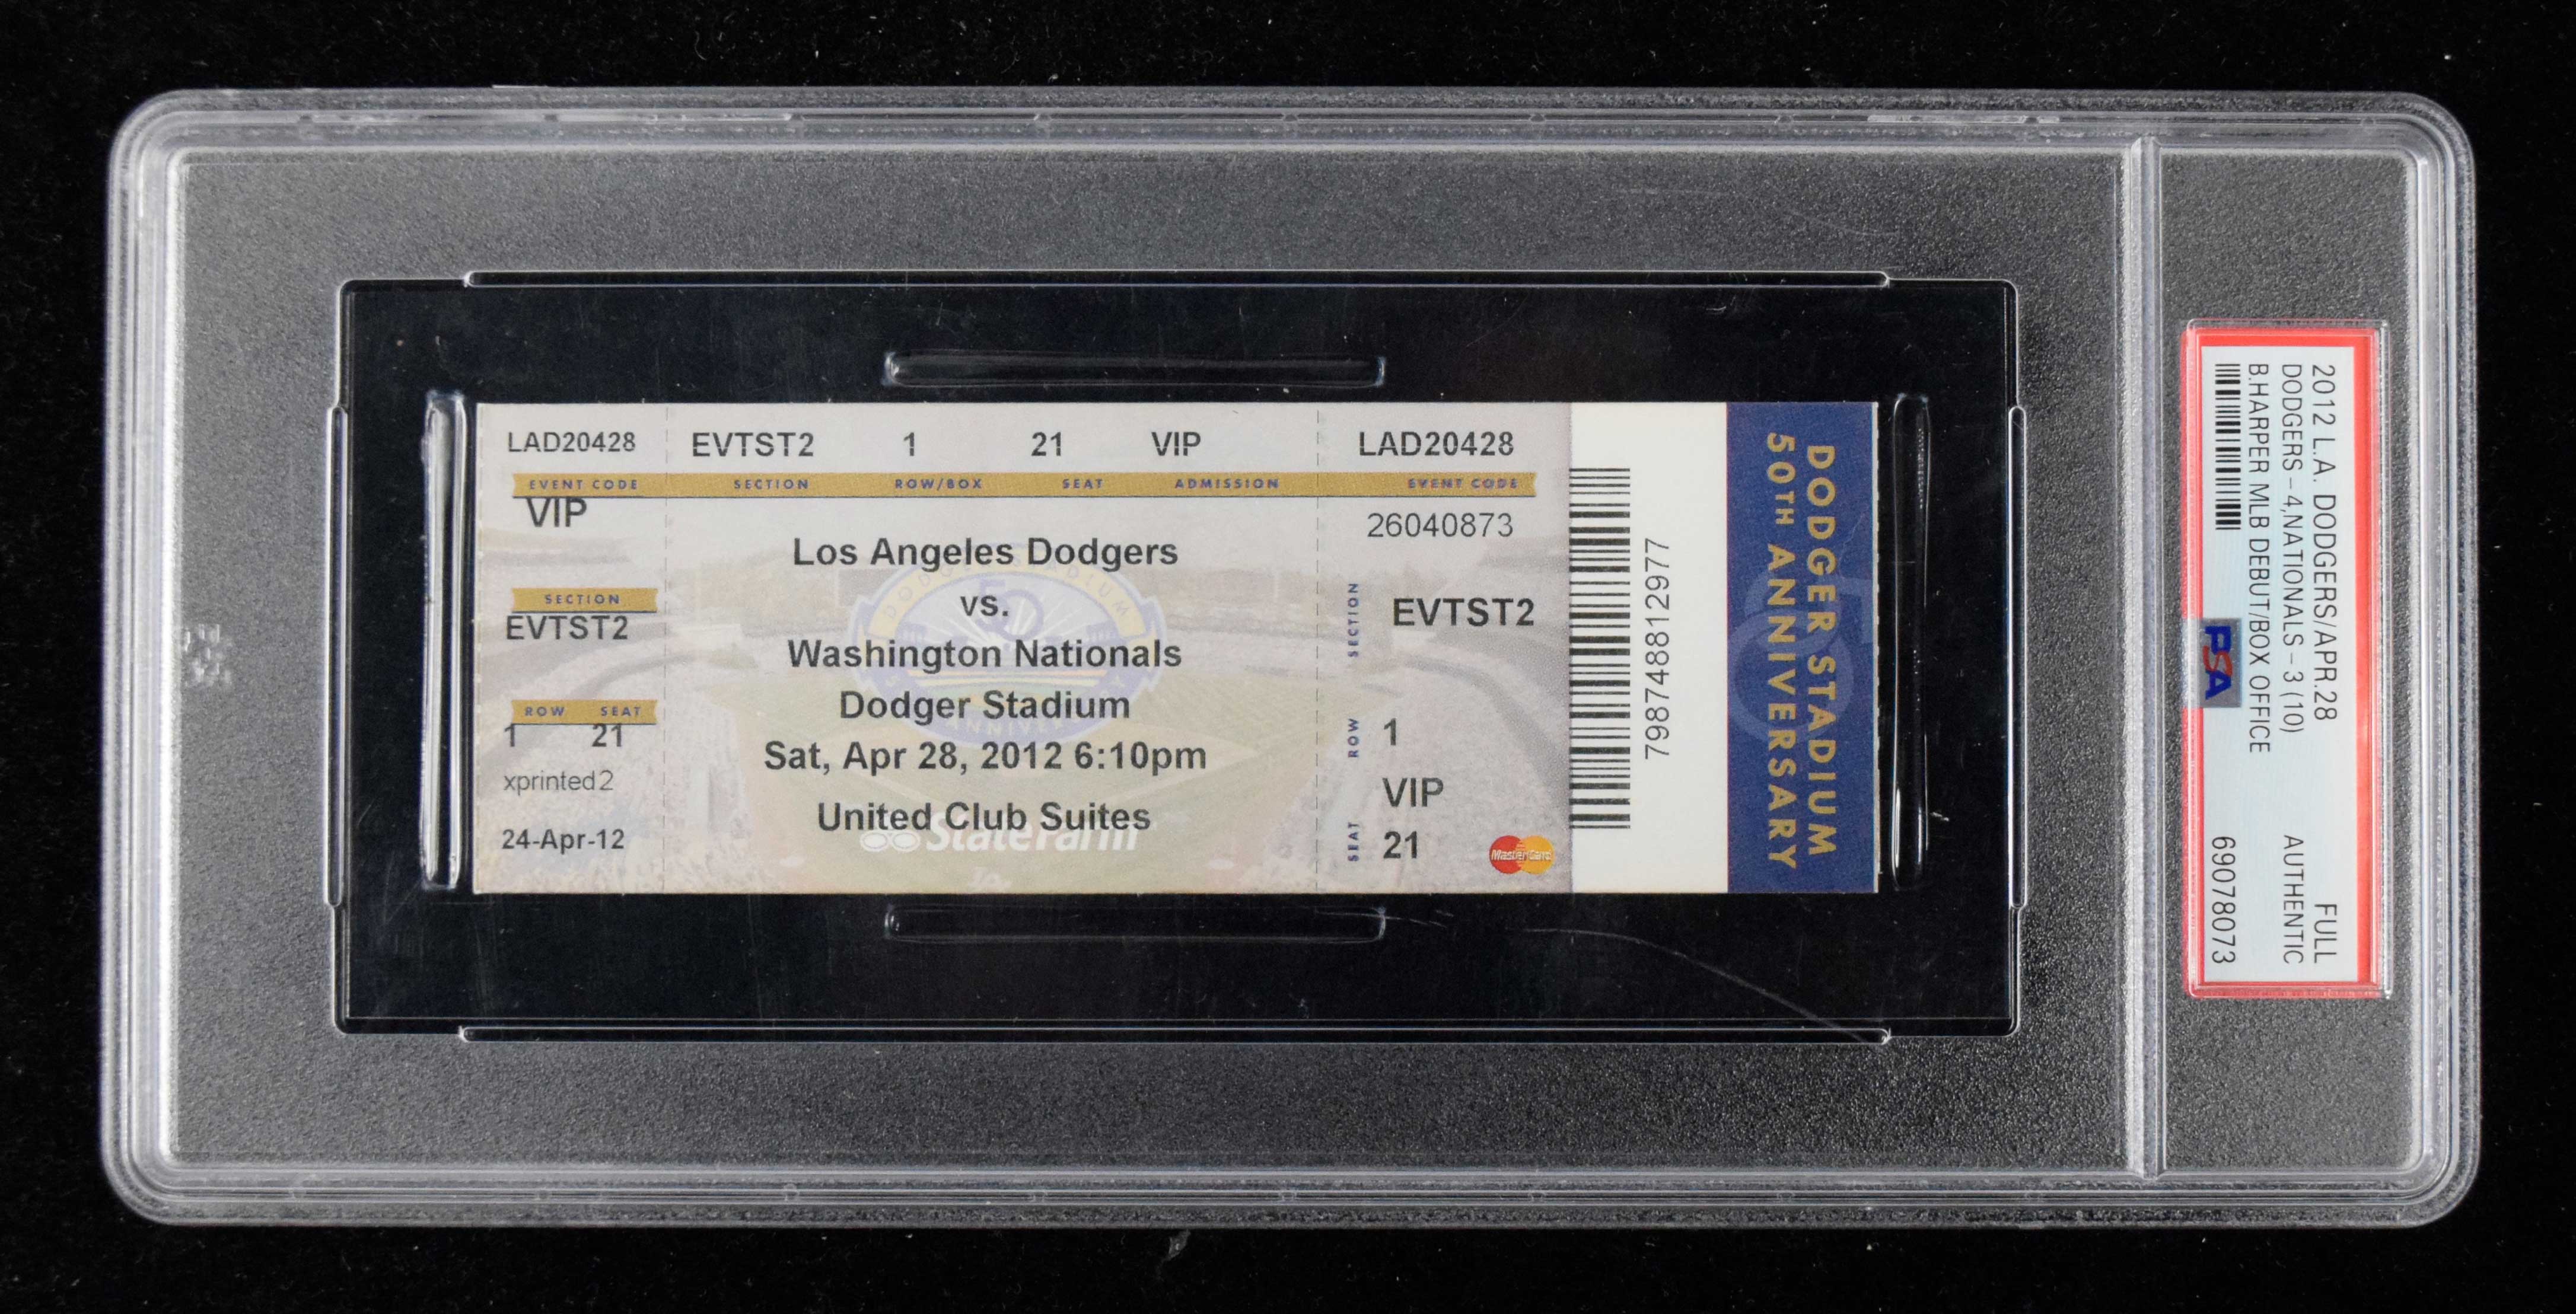 LAD20428 EVTST2 1 21 VIP LAD20428
EVENT CODE SECTION ROW/BOX SEAT ADMISSION EVENT CODE
VIP
SECTION
EVTST2
ROW SEAT
1 21
xprinted2
24-Apr-12
Los Angeles Dodgers
vs.
Washington Nationals
Dodger Stadium
Sat, Apr 28, 2012 6:10pm
United Club Suites
StateFarm
26040873
SECTION EVTST2
ROW 1
VIP
SEAT 21
MasterCard
798748812977
DODGER STADIUM
50TH ANNIVERSARY
2012 L.A. DODGERS/APR.28 FULL
DODGERS-4,NATIONALS-3 (10) AUTHENTIC
B.HARPER MLB DEBUT/BOX OFFICE
69078073
PSA